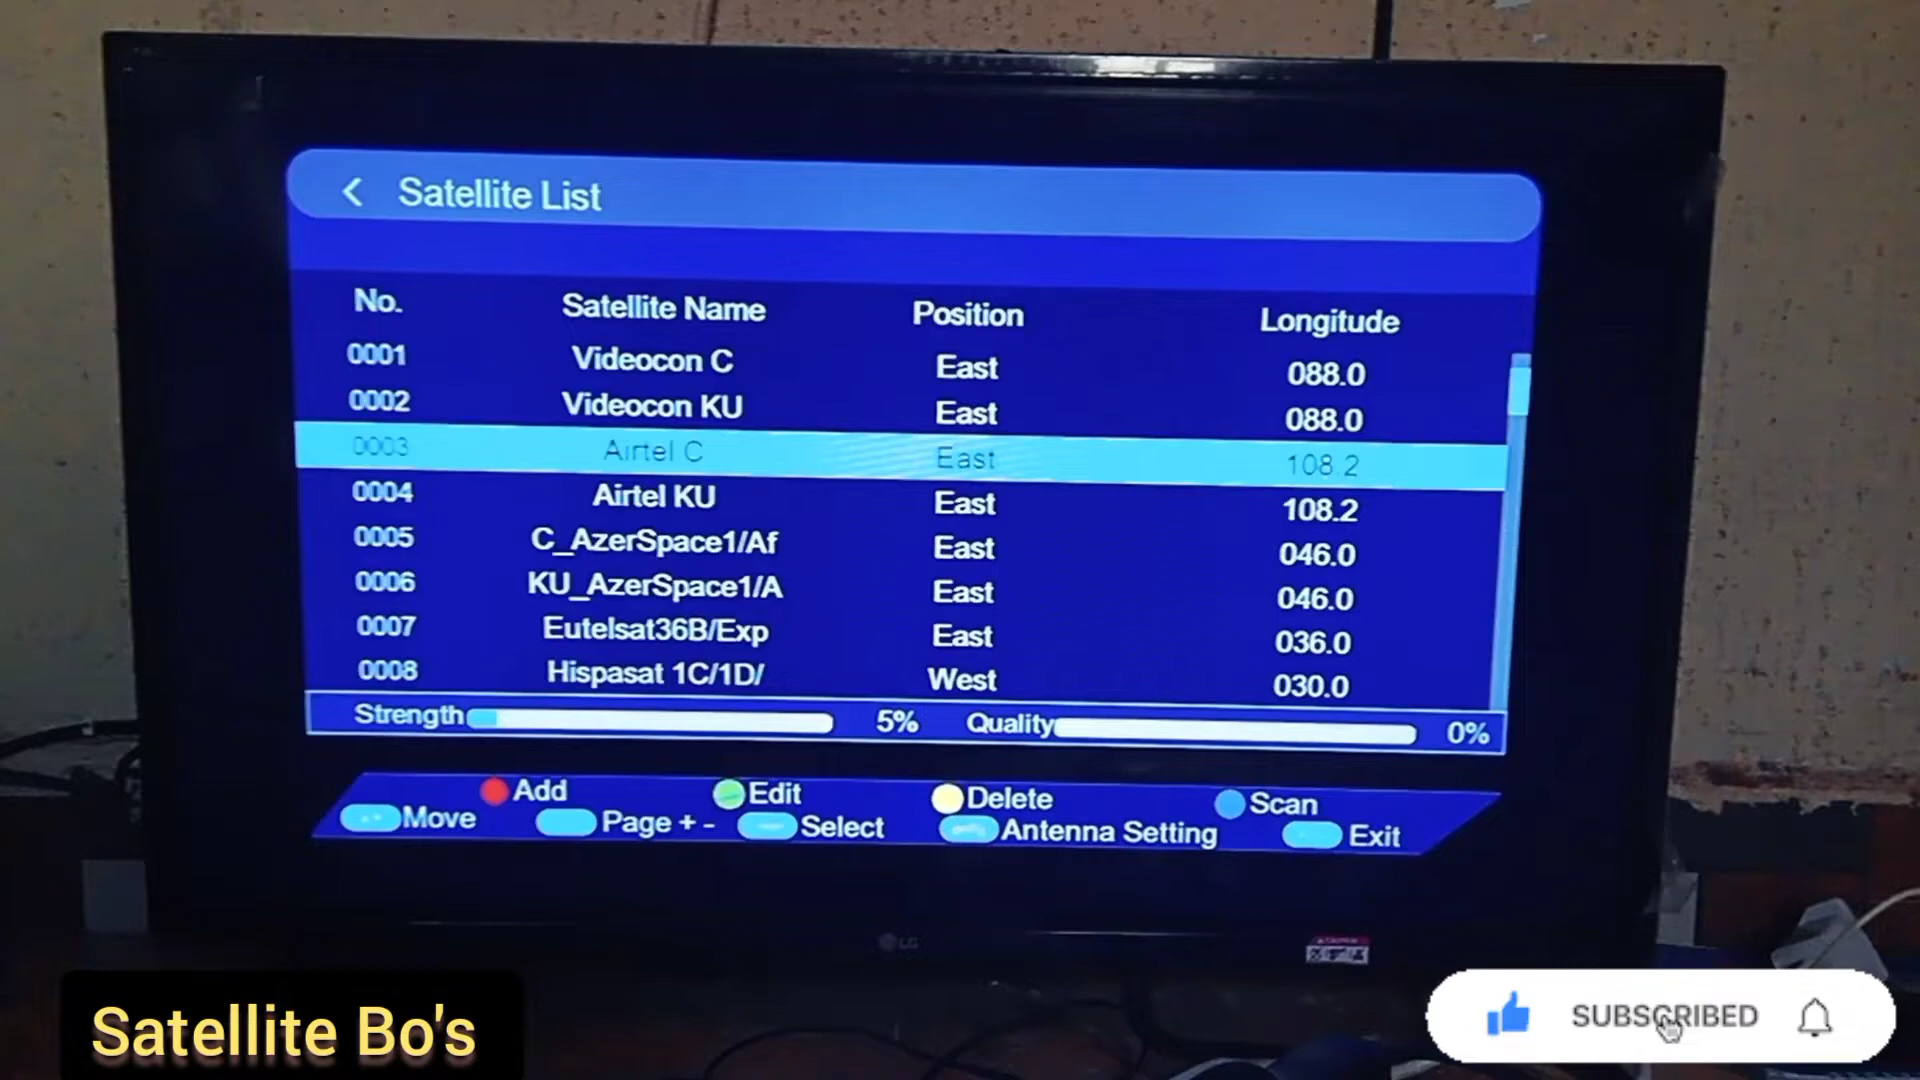 Satellite List
No. Satellite Name Position Longitude
0001 Videocon C East 088.0
0002 Videocon KU East 088.0
0003 Airtel C East 108.2
0004 Airtel KU East 108.2
0005 C_AzerSpace1/Af East 046.0
0006 KU_AzerSpace1/A East 046.0
0007 Eutelsat36B/Exp East 036.0
0008 Hispasat 1C/1D/ West 030.0
Strength 5% Quality 0%
Add Edit Delete Scan
Move Page + - Select Antenna Setting Exit
LG
Satellite Bo's
SUBSCRIBED